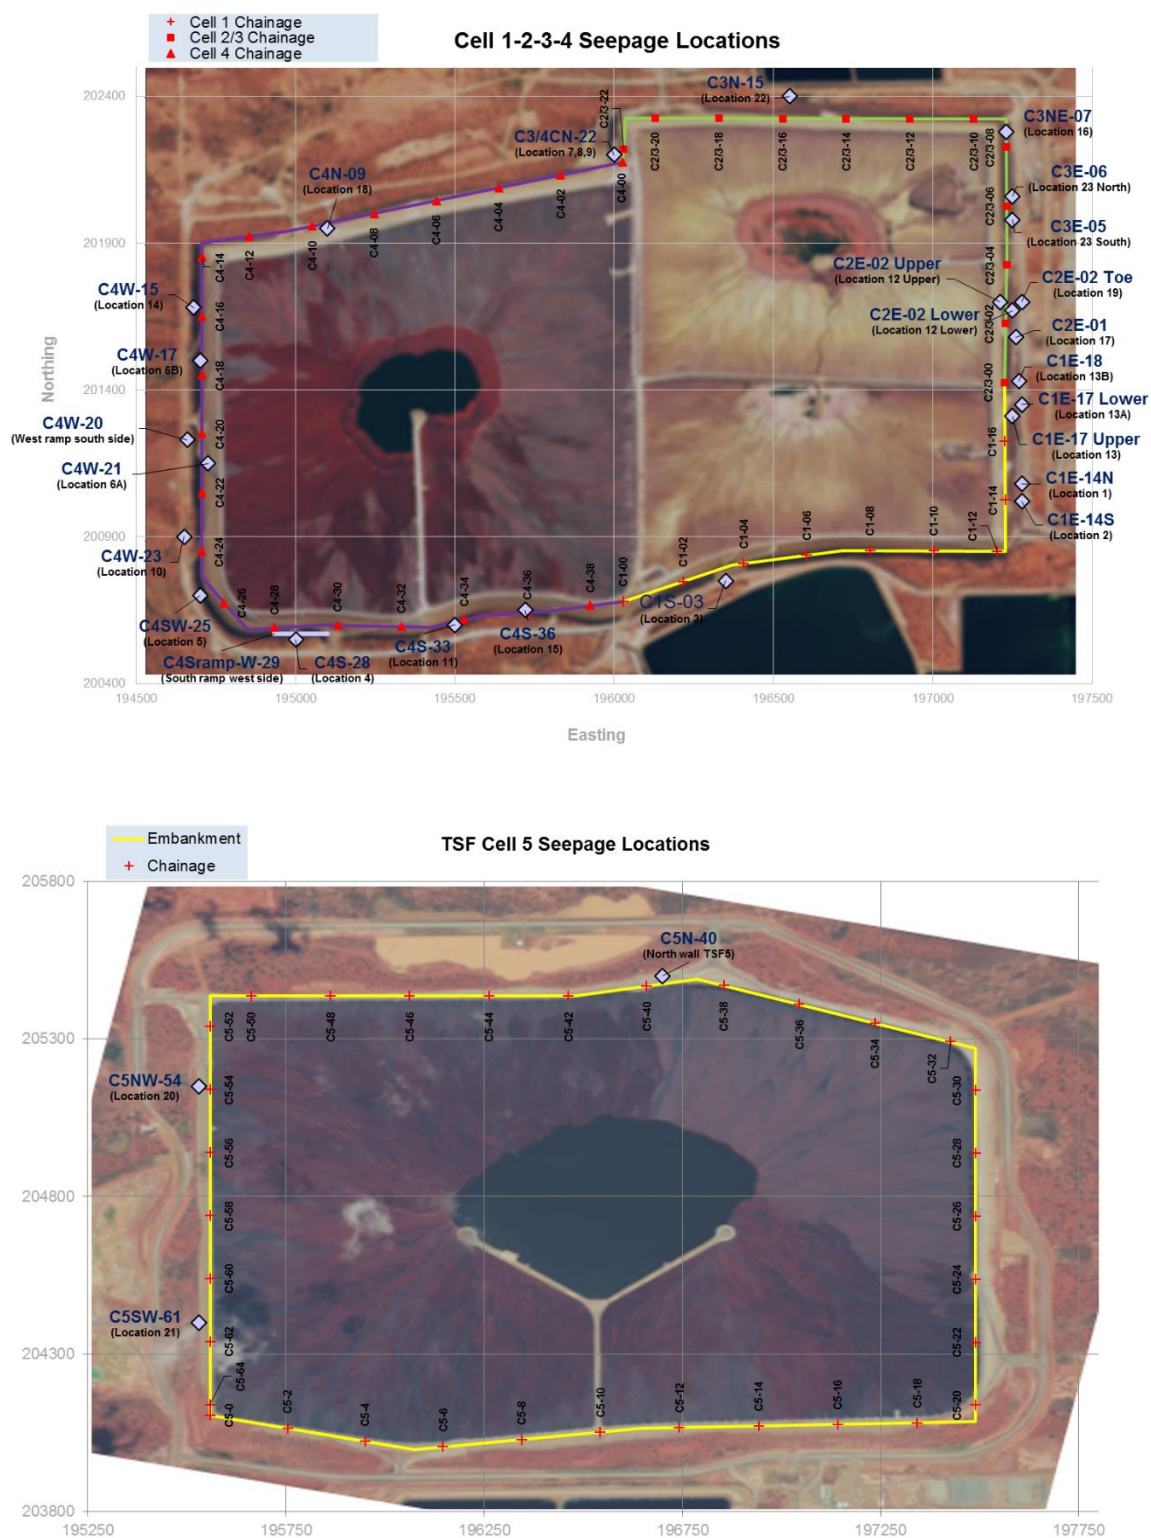 Cell 1 Chainage
Cell 2/3 Chainage
Cell 4 Chainage
Cell 1-2-3-4 Seepage Locations
202400
201900
201400
200900
200400
Northing
194500
195000
195500
196000
196500
197000
197500
Easting
C3N-15
(Location 22)
C3NE-07
(Location 16)
C3/4CN-22
(Location 7,8,9)
C4N-09
(Location 18)
C3E-06
(Location 23 North)
C3E-05
(Location 23 South)
C2E-02 Upper
(Location 12 Upper)
C2E-02 Toe
(Location 19)
C2E-02 Lower
(Location 12 Lower)
C2E-01
(Location 17)
C1E-18
(Location 13B)
C1E-17 Lower
(Location 13A)
C1E-17 Upper
(Location 13)
C1E-14N
(Location 1)
C1E-14S
(Location 2)
C4W-15
(Location 14)
C4W-17
(Location 6B)
C4W-20
(West ramp south side)
C4W-21
(Location 6A)
C4W-23
(Location 10)
C4SW-25
(Location 5)
C4Sramp-W-29
(South ramp west side)
C4S-28
(Location 4)
C4S-33
(Location 11)
C4S-36
(Location 15)
C1S-03
(Location 3)
C2/3-22
C2/3-20
C2/3-18
C2/3-16
C2/3-14
C2/3-12
C2/3-10
C2/3-08
C2/3-06
C2/3-04
C2/3-02
C2/3-00
C1-16
C1-14
C1-12
C1-10
C1-08
C1-06
C1-04
C1-02
C1-00
C4-00
C4-02
C4-04
C4-06
C4-08
C4-10
C4-12
C4-14
C4-16
C4-18
C4-20
C4-22
C4-24
C4-26
C4-28
C4-30
C4-32
C4-34
C4-36
C4-38
Embankment
Chainage
TSF Cell 5 Seepage Locations
205800
205300
204800
204300
203800
195250
195750
196250
196750
197250
197750
C5N-40
(North wall TSF5)
C5NW-54
(Location 20)
C5SW-61
(Location 21)
C5-52
C5-50
C5-48
C5-46
C5-44
C5-42
C5-40
C5-38
C5-36
C5-34
C5-32
C5-30
C5-28
C5-26
C5-24
C5-22
C5-20
C5-18
C5-16
C5-14
C5-12
C5-10
C5-8
C5-6
C5-4
C5-2
C5-0
C5-64
C5-62
C5-60
C5-58
C5-56
C5-54